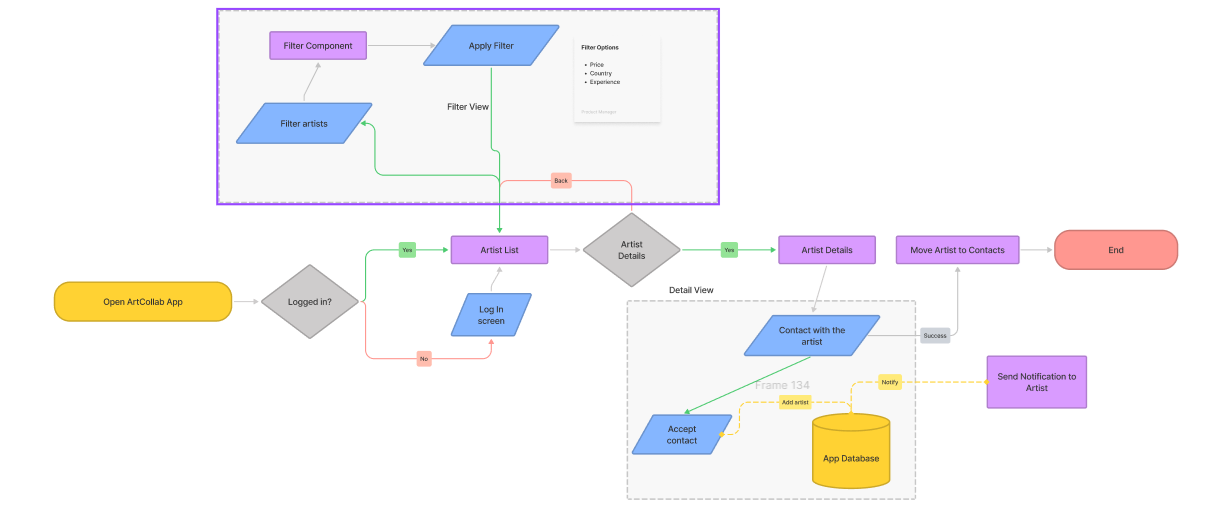 Filter Component
Apply Filter
Filter Options
• Price
• Country
• Experience
Filter View
Filter artists
Back
Yes
Artist List
Artist
Details
Yes
Artist Details
Move Artist to Contacts
End
Open ArtCollab App
Logged in?
Log In
screen
Detail View
Contact with the
artist
Success
No
Send Notification to
Artist
Frame 134
Notify
Add artist
Accept
contact
App Database